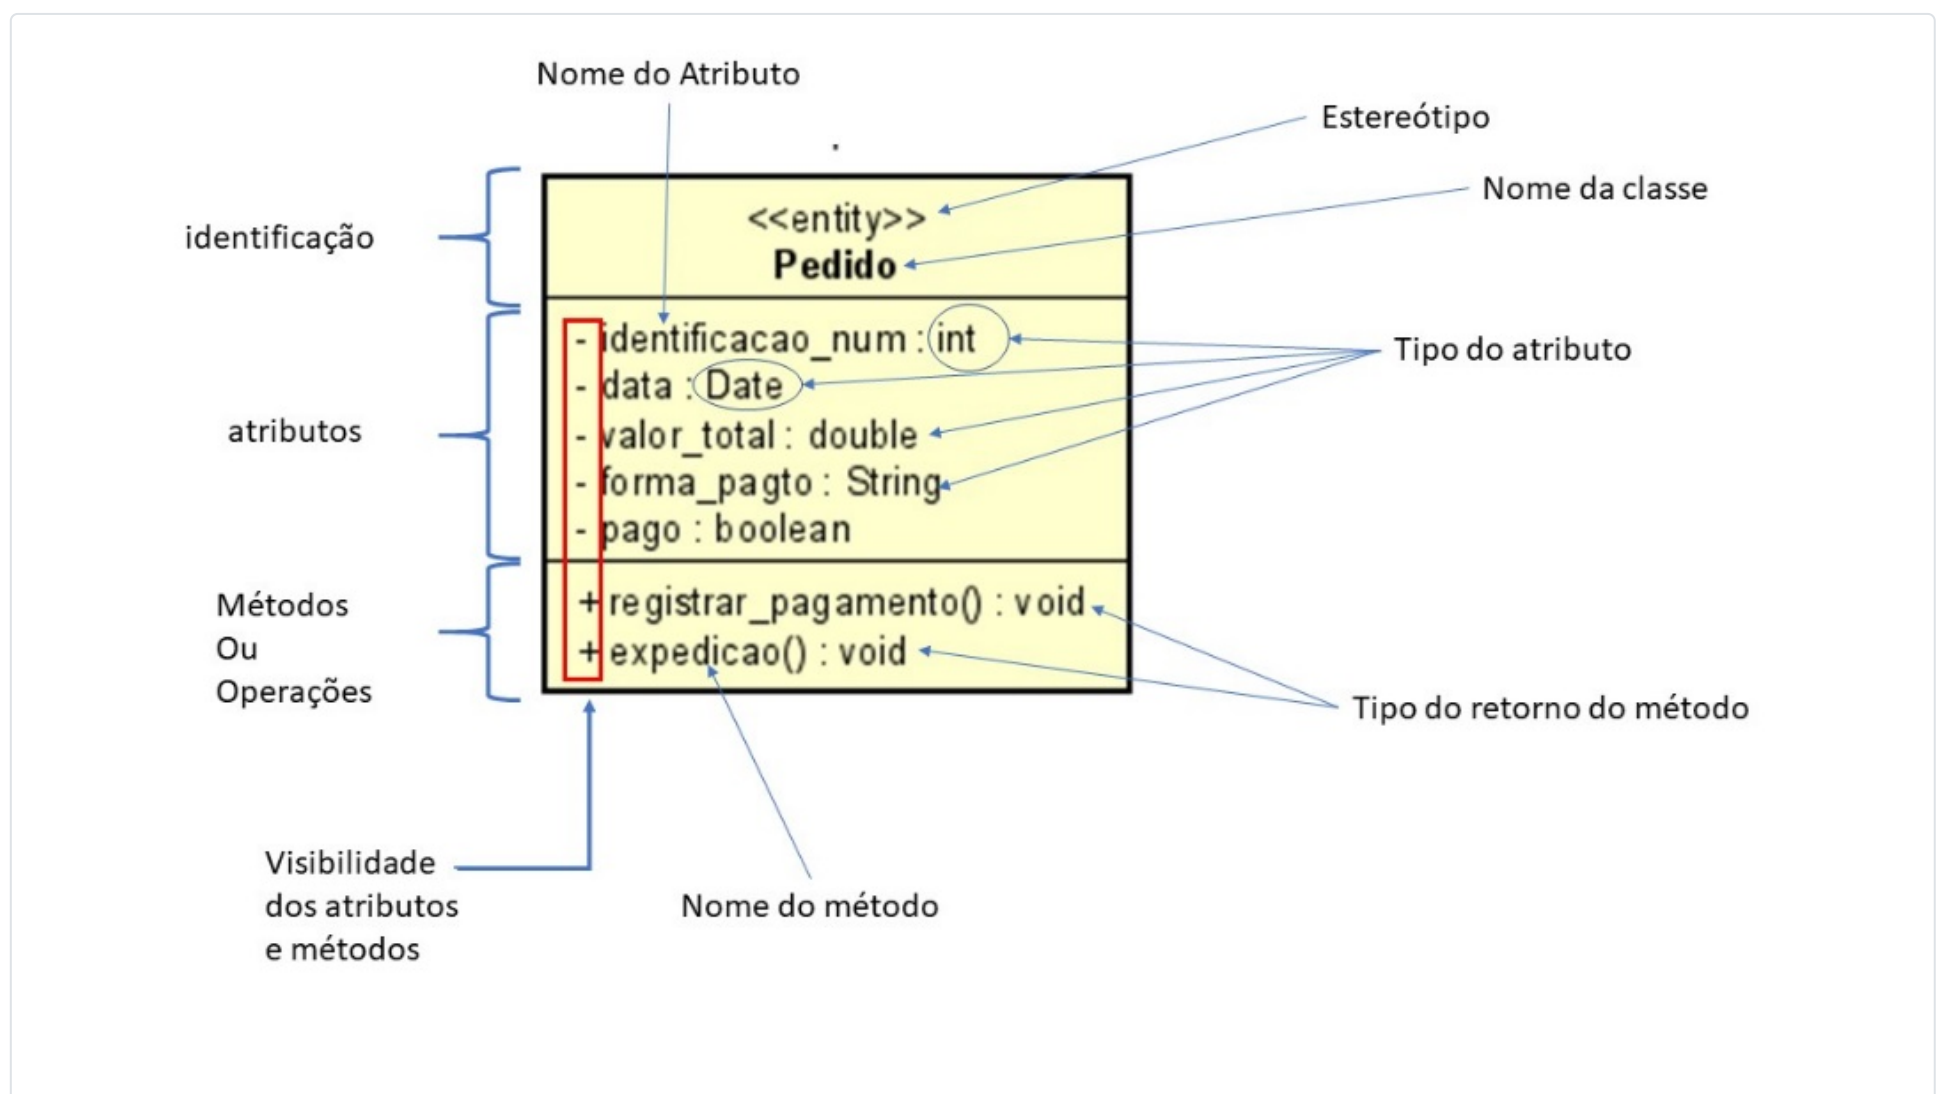 Nome do Atributo
Estereótipo
Nome da classe
identificação
<<entity>>
Pedido
- identificacao_num : int
- data : Date
- valor_total : double
- forma_pagto : String
- pago : boolean
Tipo do atributo
atributos
+ registrar_pagamento() : void
+ expedicao() : void
Métodos
Ou
Operações
Tipo do retorno do método
Visibilidade
dos atributos
e métodos
Nome do método